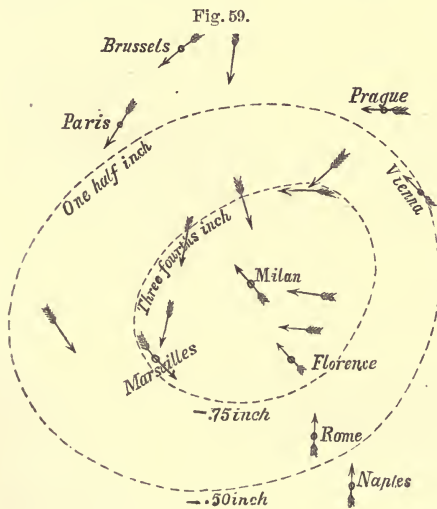 Fig. 59.
Brussels
Paris
Prague
One half inch
Vienna
Three fourths inch
Milan
Marsailles
Florence
—.75 inch
Rome
—.50 inch
Naples